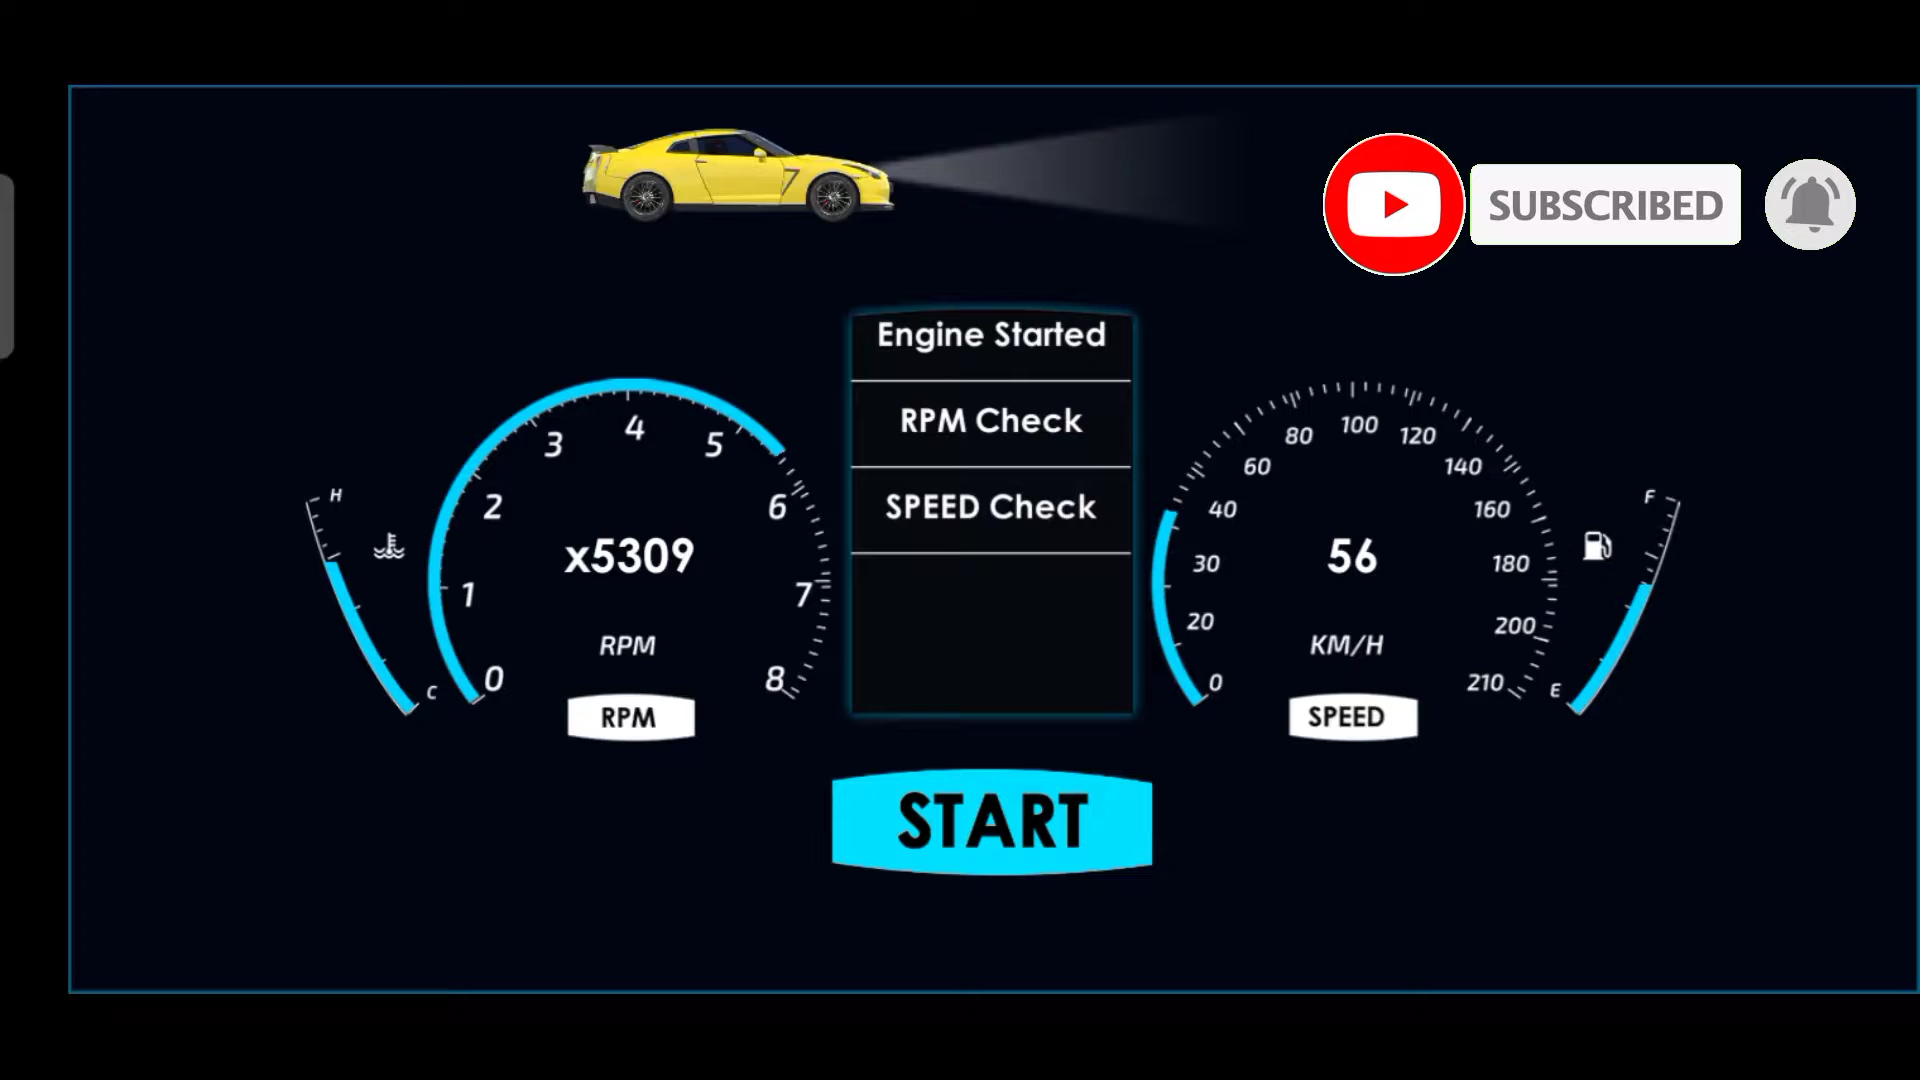 SUBSCRIBED
Engine Started
RPM Check
SPEED Check
H
C
0
1
2
3
4
5
6
7
8
x5309
RPM
RPM
0
20
30
40
60
80
100
120
140
160
180
200
210
56
KM/H
SPEED
F
E
START